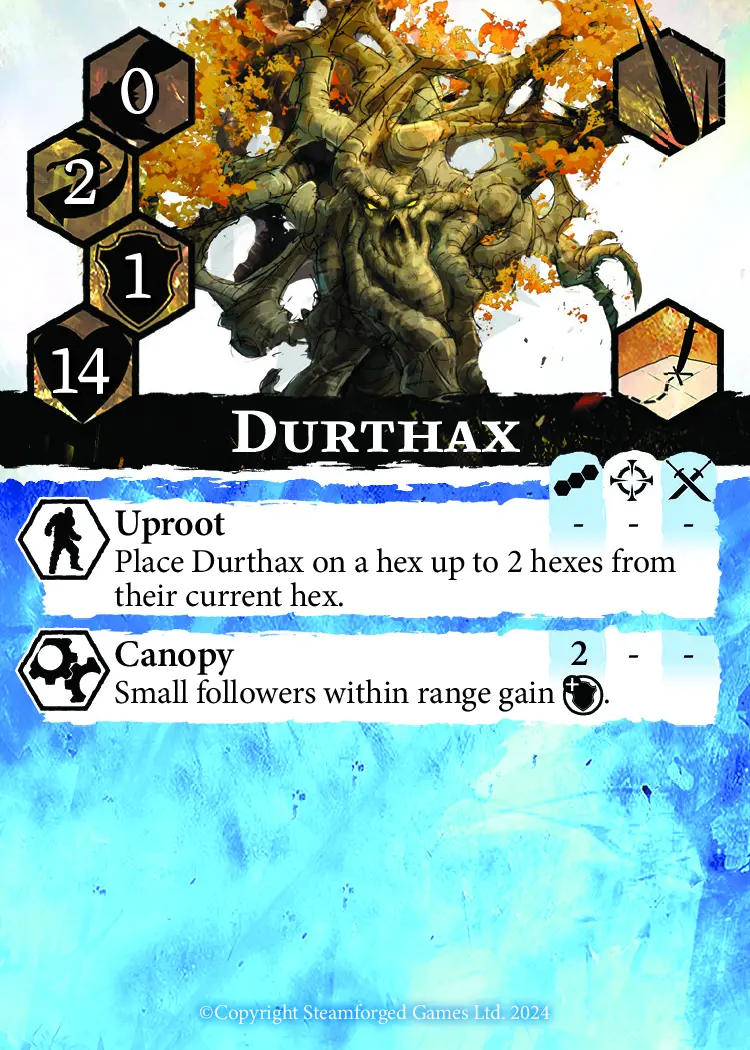 0
2
1
14
DURTHAX
Uproot
- - -
Place Durthax on a hex up to 2 hexes from
their current hex.
Canopy
2 - -
Small followers within range gain .
©Copyright Steamforged Games Ltd. 2024